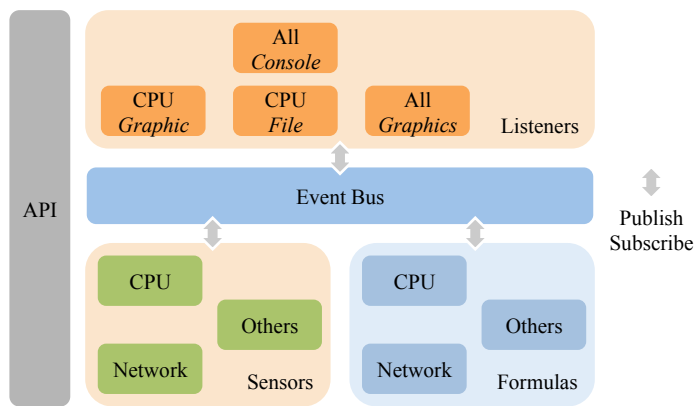 API
All
Console
CPU
Graphic
CPU
File
All
Graphics
Listeners
Event Bus
Publish
Subscribe
CPU
Others
Network
Sensors
CPU
Others
Network
Formulas